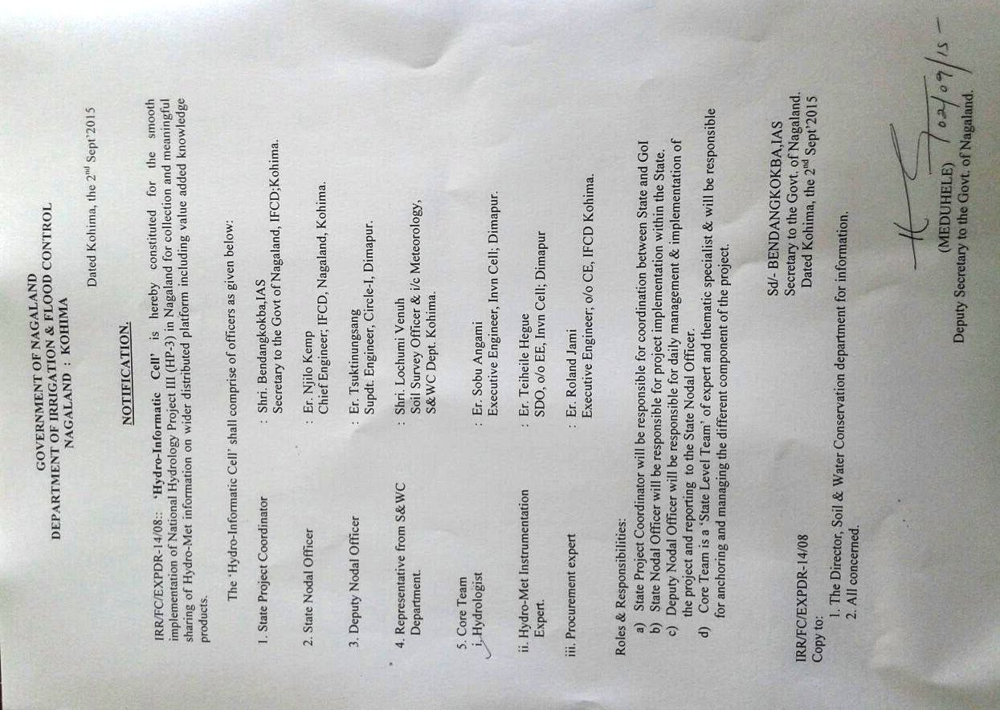 GOVERNMENT OF NAGALAND
DEPARTMENT OF IRRIGATION & FLOOD CONTROL
NAGALAND : KOHIMA
Dated Kohima, the 2nd Sept'2015
NOTIFICATION.
IRR/FC/EXPDR-14/08:: 'Hydro-Informatic Cell' is hereby constituted for the smooth
implementation of National Hydrology Project III (HP-3) in Nagaland for collection and meaningful
sharing of Hydro-Met information on wider distributed platform including value added knowledge
products.
The 'Hydro-Informatic Cell' shall comprise of officers as given below:
1. State Project Coordinator : Shri. Bendangkokba,IAS
Secretary to the Govt of Nagaland, IFCD;Kohima.
2. State Nodal Officer : Er. Njilo Kemp
Chief Engineer, IFCD, Nagaland, Kohima.
3. Deputy Nodal Officer : Er. Tsuktinungsang
Supdt. Engineer, Circle-I, Dimapur.
4. Representative from S&WC : Shri. Lochumi Venuh
Department. Soil Survey Officer & i/c Meteorology,
S&WC Dept. Kohima.
5. Core Team
i. Hydrologist : Er. Sobu Angami
Executive Engineer, Invn Cell; Dimapur.
ii. Hydro-Met Instrumentation : Er. Teiheile Hegue
Expert. SDO, o/o EE, Invn Cell; Dimapur
iii. Procurement expert : Er. Roland Jami
Executive Engineer; o/o CE, IFCD Kohima.
Roles & Responsibilities:
a) State Project Coordinator will be responsible for coordination between State and GoI
b) State Nodal Officer will be responsible for project implementation within the State.
c) Deputy Nodal Officer will be responsible for daily management & implementation of
the project and reporting to the State Nodal Officer.
d) Core Team is a 'State Level Team' of expert and thematic specialist & will be responsible
for anchoring and managing the different component of the project.
Sd/- BENDANGKOKBA,IAS
Secretary to the Govt. of Nagaland.
IRR/FC/EXPDR-14/08 Dated Kohima, the 2nd Sept'2015
Copy to:
1. The Director, Soil & Water Conservation department for information.
2. All concerned.
02/09/15
(MEDUHELE)
Deputy Secretary to the Govt. of Nagaland.